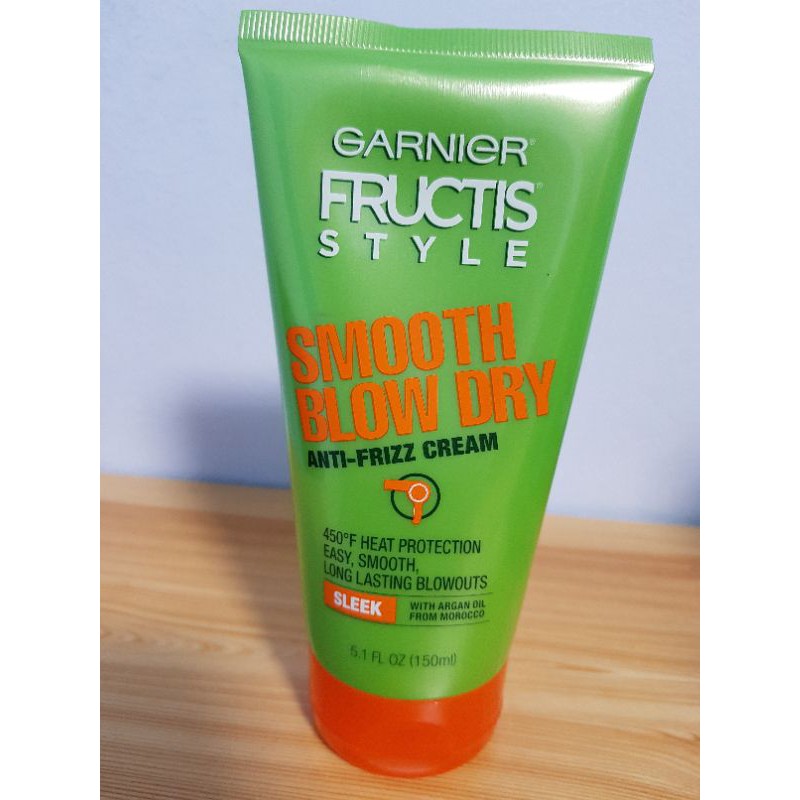 GARNIER®
FRUCTIS®
STYLE
SMOOTH
BLOW DRY
ANTI-FRIZZ CREAM
450°F HEAT PROTECTION
EASY, SMOOTH,
LONG LASTING BLOWOUTS
SLEEK
WITH ARGAN OIL
FROM MOROCCO
5.1 FL OZ (150ml)